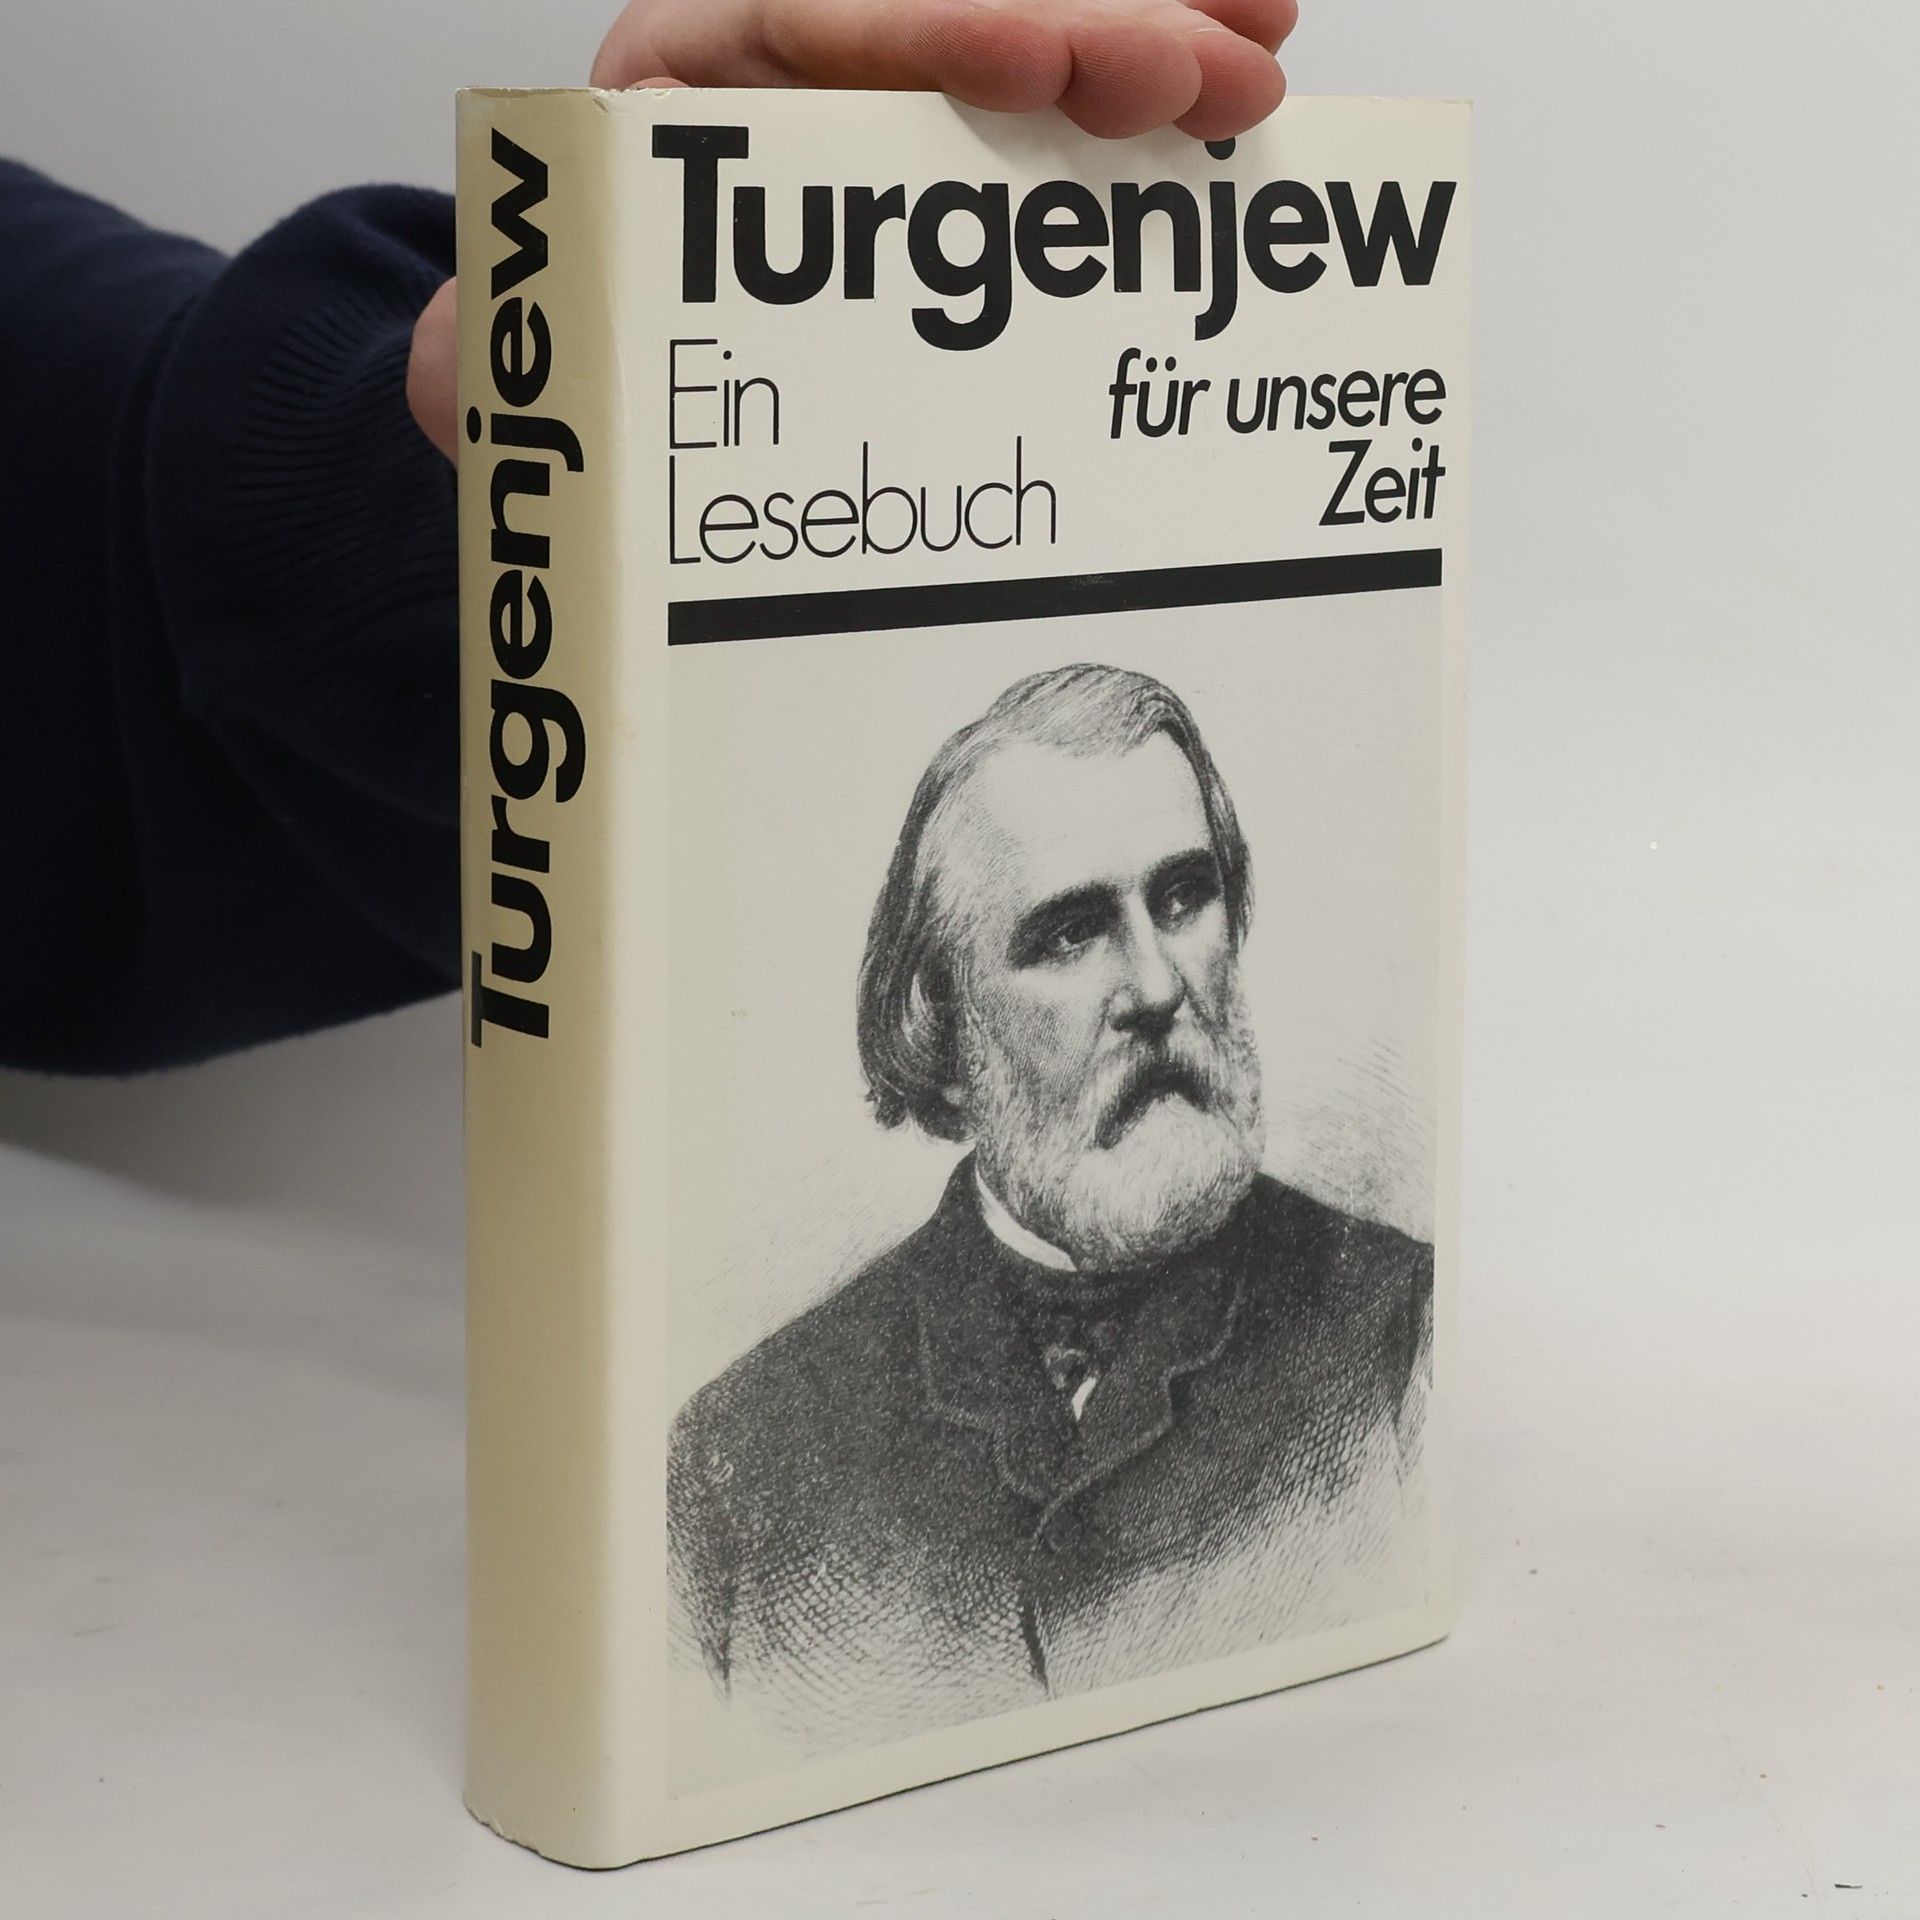 Turgenjew
Turgenjew
Ein
Lesebuch
für unsere
Zeit